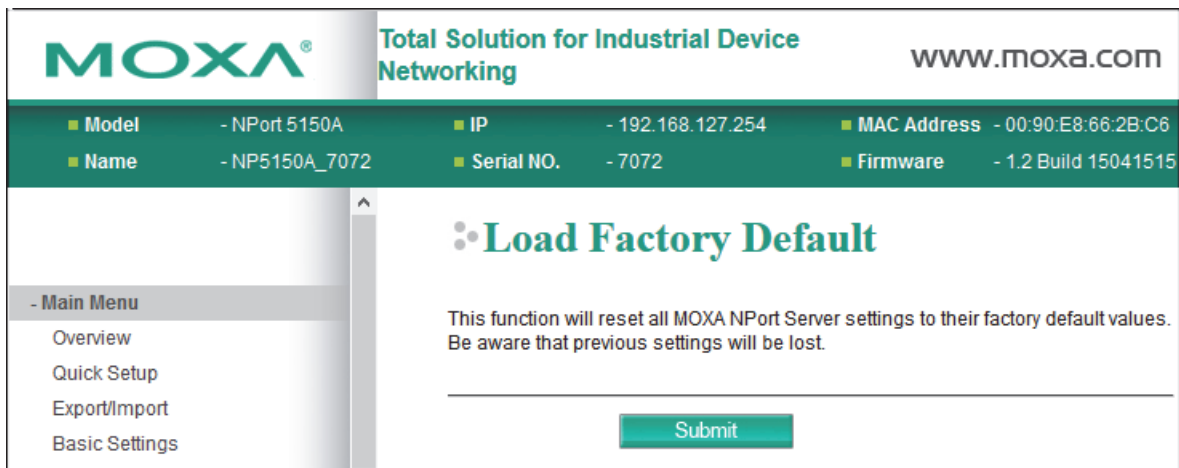 MOXA®
Total Solution for Industrial Device
Networking
www.moxa.com
Model - NPort 5150A IP - 192.168.127.254 MAC Address - 00:90:E8:66:2B:C6
Name - NP5150A_7072 Serial NO. - 7072 Firmware - 1.2 Build 15041515
Load Factory Default
- Main Menu
Overview
Quick Setup
Export/Import
Basic Settings
This function will reset all MOXA NPort Server settings to their factory default values.
Be aware that previous settings will be lost.
Submit